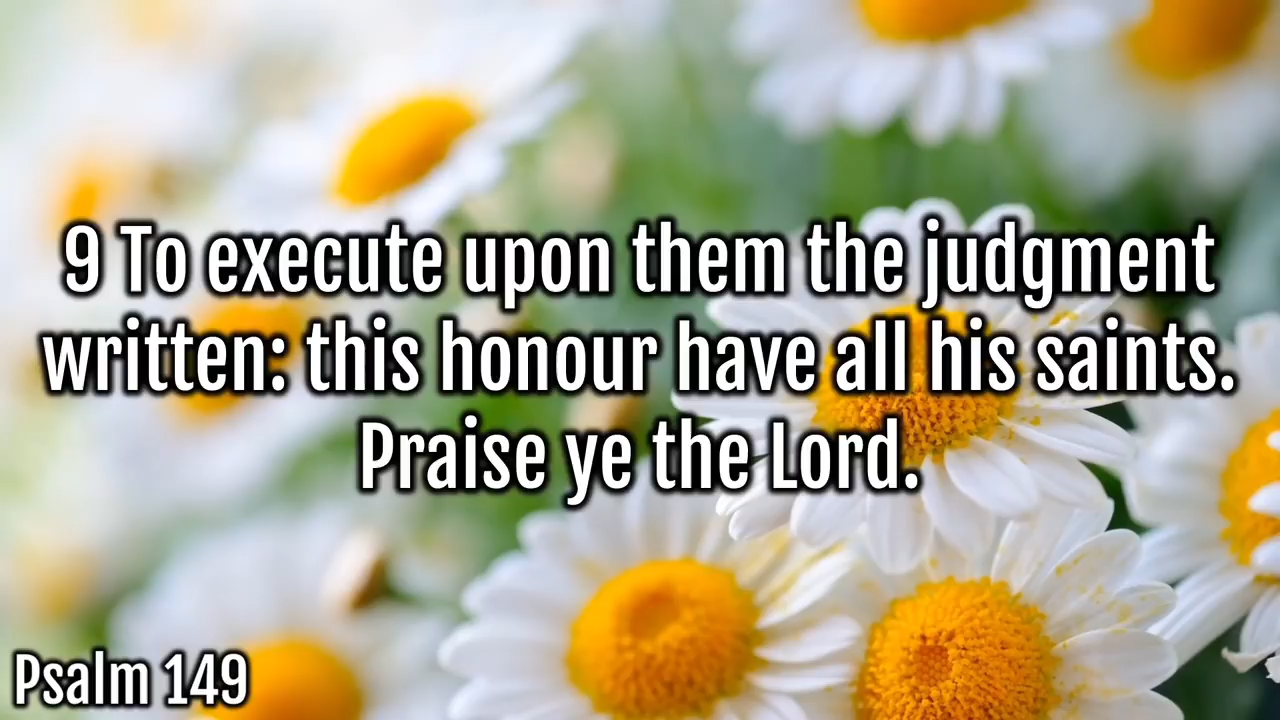 9 To execute upon them the judgment
written: this honour have all his saints.
Praise ye the Lord.
Psalm 149